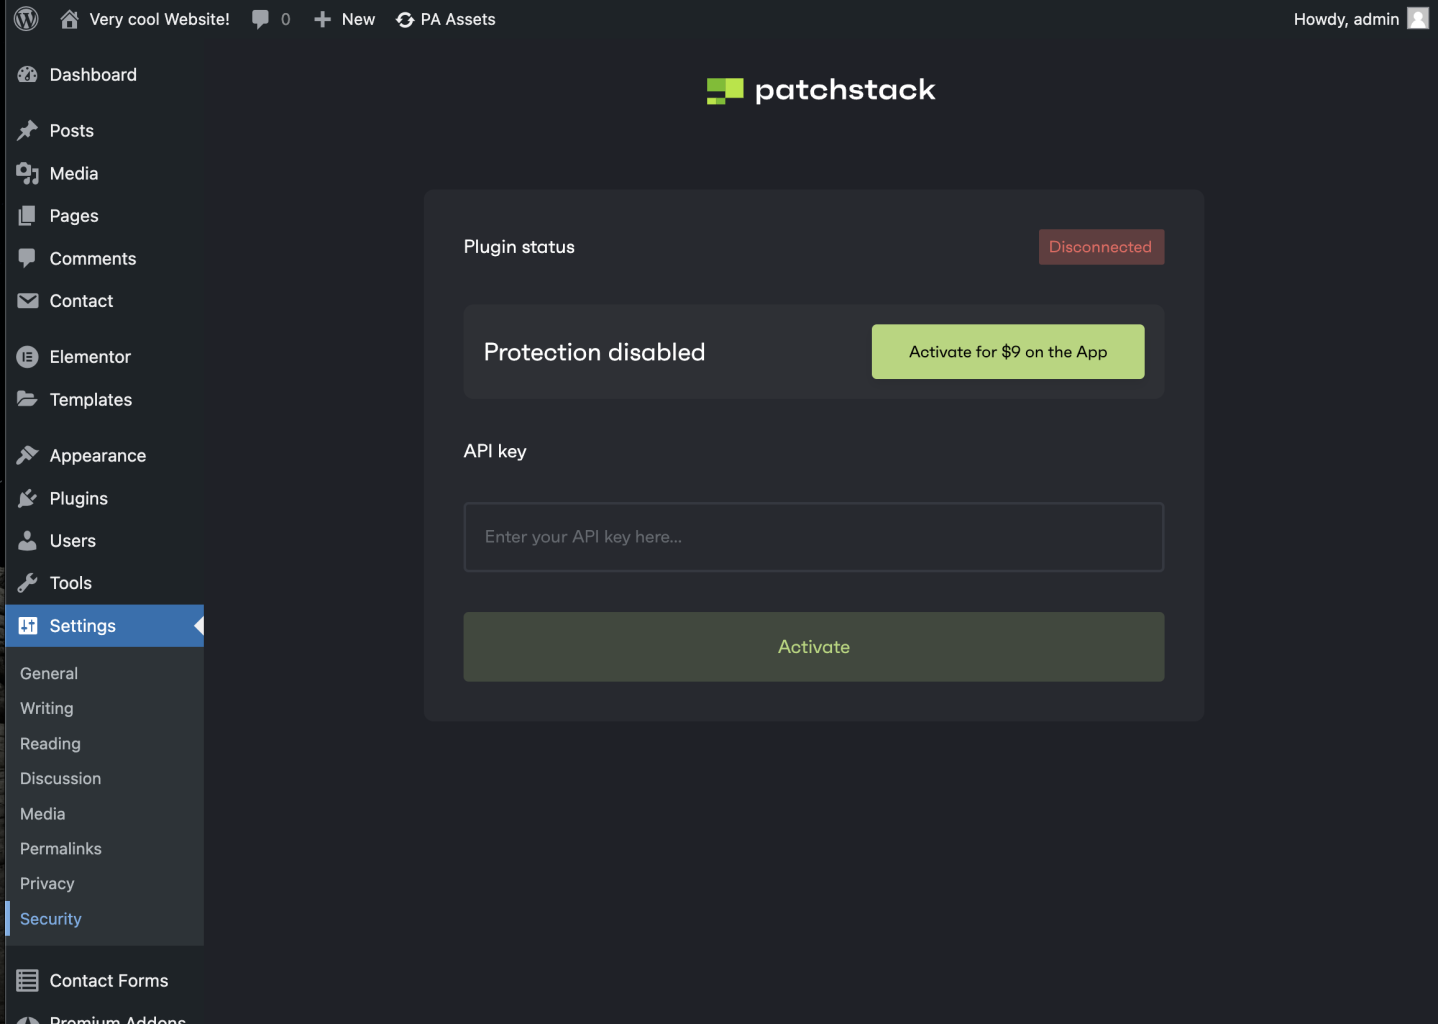 Very cool Website! 0 New PA Assets Howdy, admin
Dashboard
Posts
Media
Pages
Comments
Contact
Elementor
Templates
Appearance
Plugins
Users
Tools
Settings
General
Writing
Reading
Discussion
Media
Permalinks
Privacy
Security
Contact Forms
Premium Addons
patchstack
Plugin status
Disconnected
Protection disabled
Activate for $9 on the App
API key
Enter your API key here...
Activate